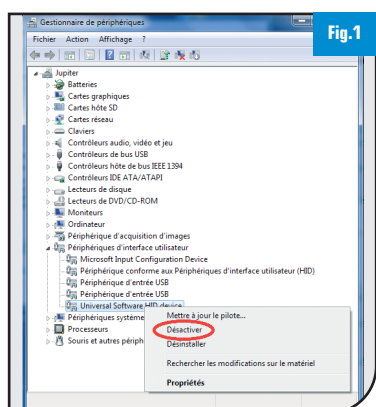 Gestionnaire de périphériques
Fig.1
Fichier Action Affichage ?
Jupiter
Batteries
Cartes graphiques
Cartes hôte SD
Cartes réseau
Claviers
Contrôleurs audio, vidéo et jeu
Contrôleurs de bus USB
Contrôleurs hôte de bus IEEE 1394
Contrôleurs IDE ATA/ATAPI
Lecteurs de disque
Lecteurs de DVD/CD-ROM
Moniteurs
Ordinateur
Périphérique d'acquisition d'images
Périphériques d'interface utilisateur
Microsoft Input Configuration Device
Périphérique conforme aux Périphériques d'interface utilisateur (HID)
Périphérique d'entrée USB
Périphérique d'entrée USB
Universal Software HID device
Périphériques système
Processeurs
Souris et autres périph
Mettre à jour le pilote...
Désactiver
Désinstaller
Rechercher les modifications sur le matériel
Propriétés